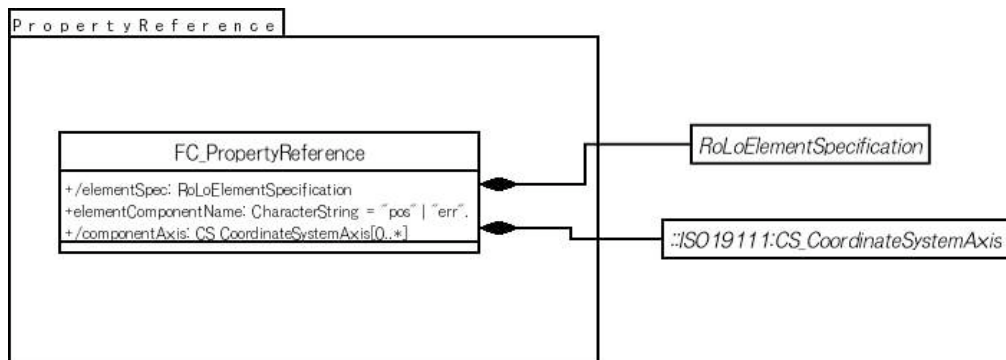 PropertyReference
FC_PropertyReference
+/elementSpec: RoLoElementSpecification
+elementComponentName: CharacterString = "pos" | "err".
+/componentAxis: CS_CoordinateSystemAxis[0..*]
RoLoElementSpecification
::ISO19111:CS_CoordinateSystemAxis